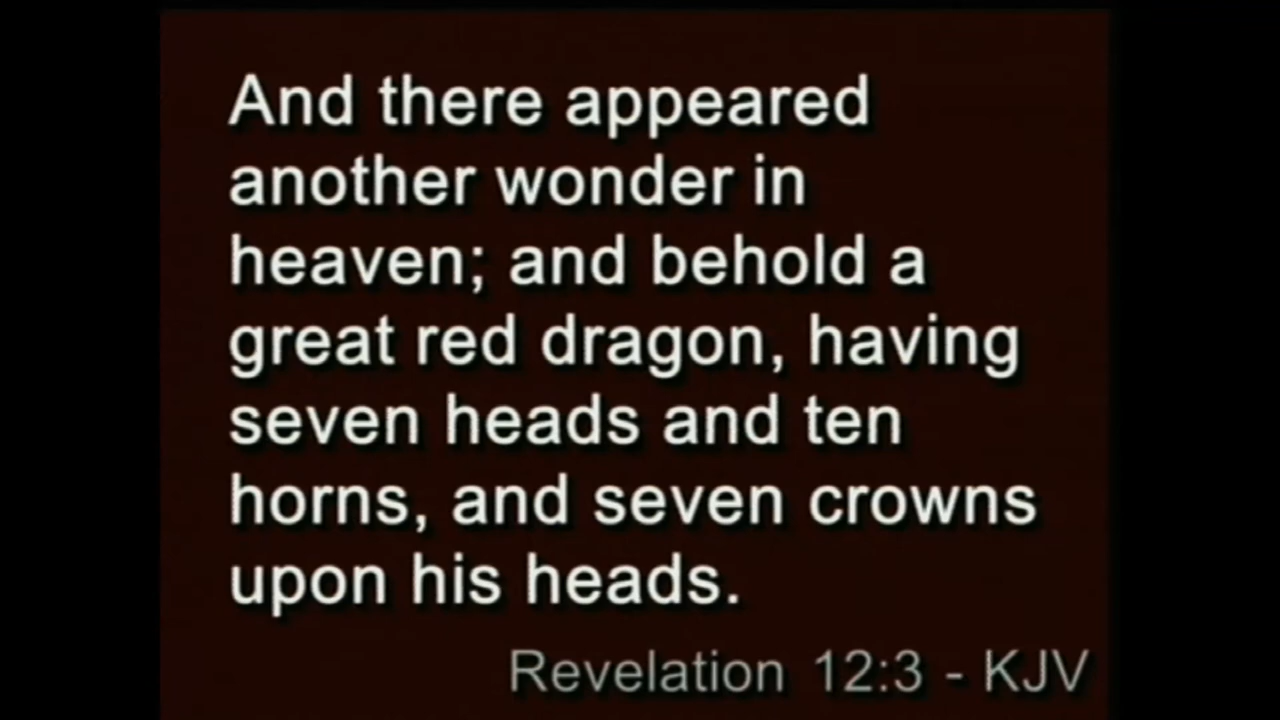 And there appeared
another wonder in
heaven; and behold a
great red dragon, having
seven heads and ten
horns, and seven crowns
upon his heads.
Revelation 12:3 - KJV